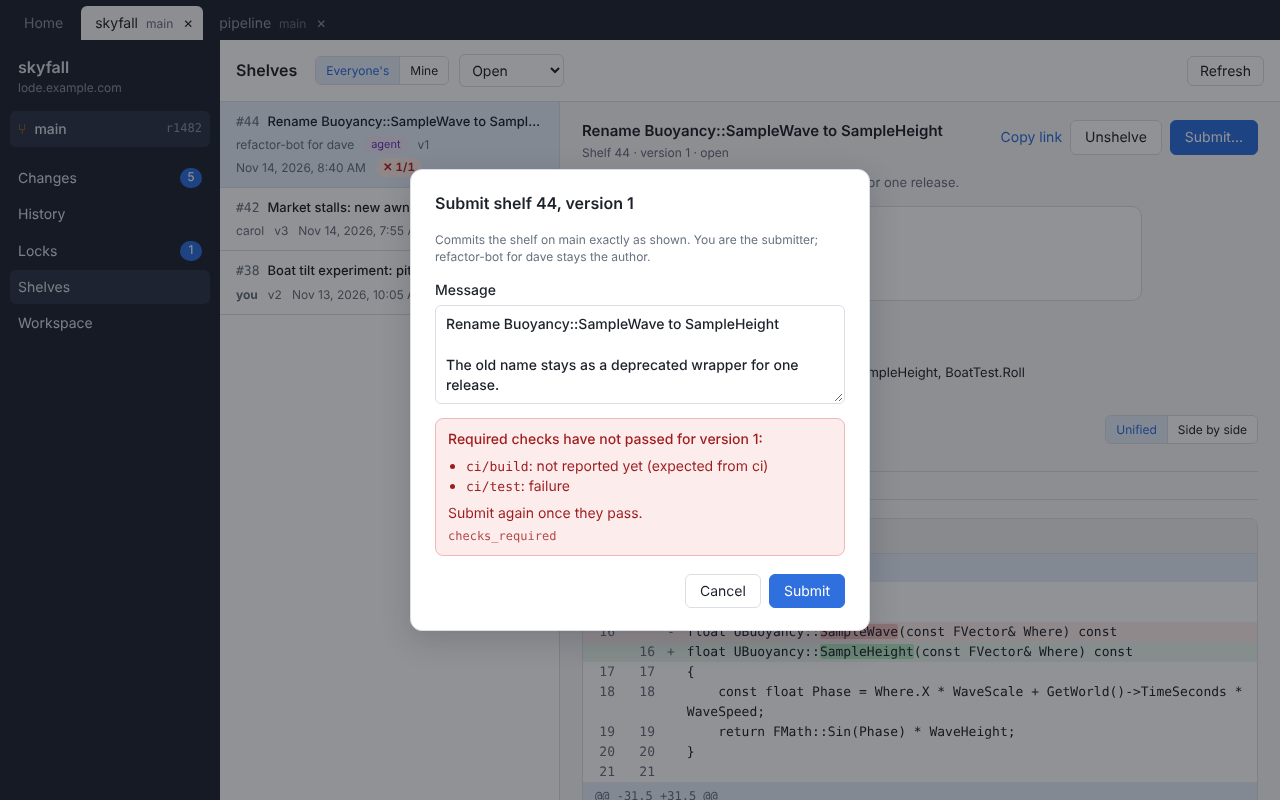 Home
skyfall main ×
pipeline main ×
skyfall
lode.example.com
main r1482
Changes 5
History
Locks 1
Shelves
Workspace
Shelves
Everyone's Mine
Open
Refresh
#44 Rename Buoyancy::SampleWave to Sampl...
refactor-bot for dave agent v1
Nov 14, 2026, 8:40 AM ✕ 1/1
#42 Market stalls: new awn
carol v3 Nov 14, 2026, 7:55
#38 Boat tilt experiment: pit
you v2 Nov 13, 2026, 10:05
Rename Buoyancy::SampleWave to SampleHeight
Shelf 44 · version 1 · open
Copy link
Unshelve
Submit...
or one release.
mpleHeight, BoatTest.Roll
Unified Side by side
Submit shelf 44, version 1
Commits the shelf on main exactly as shown. You are the submitter;
refactor-bot for dave stays the author.
Message
Rename Buoyancy::SampleWave to SampleHeight
The old name stays as a deprecated wrapper for one
release.
Required checks have not passed for version 1:
• ci/build: not reported yet (expected from ci)
• ci/test: failure
Submit again once they pass.
checks_required
Cancel
Submit
16 - float UBuoyancy::SampleWave(const FVector& Where) const
16 + float UBuoyancy::SampleHeight(const FVector& Where) const
17 17 {
18 18 const float Phase = Where.X * WaveScale + GetWorld()->TimeSeconds *
WaveSpeed;
19 19 return FMath::Sin(Phase) * WaveHeight;
20 20 }
21 21
@@ -31,5 +31,5 @@